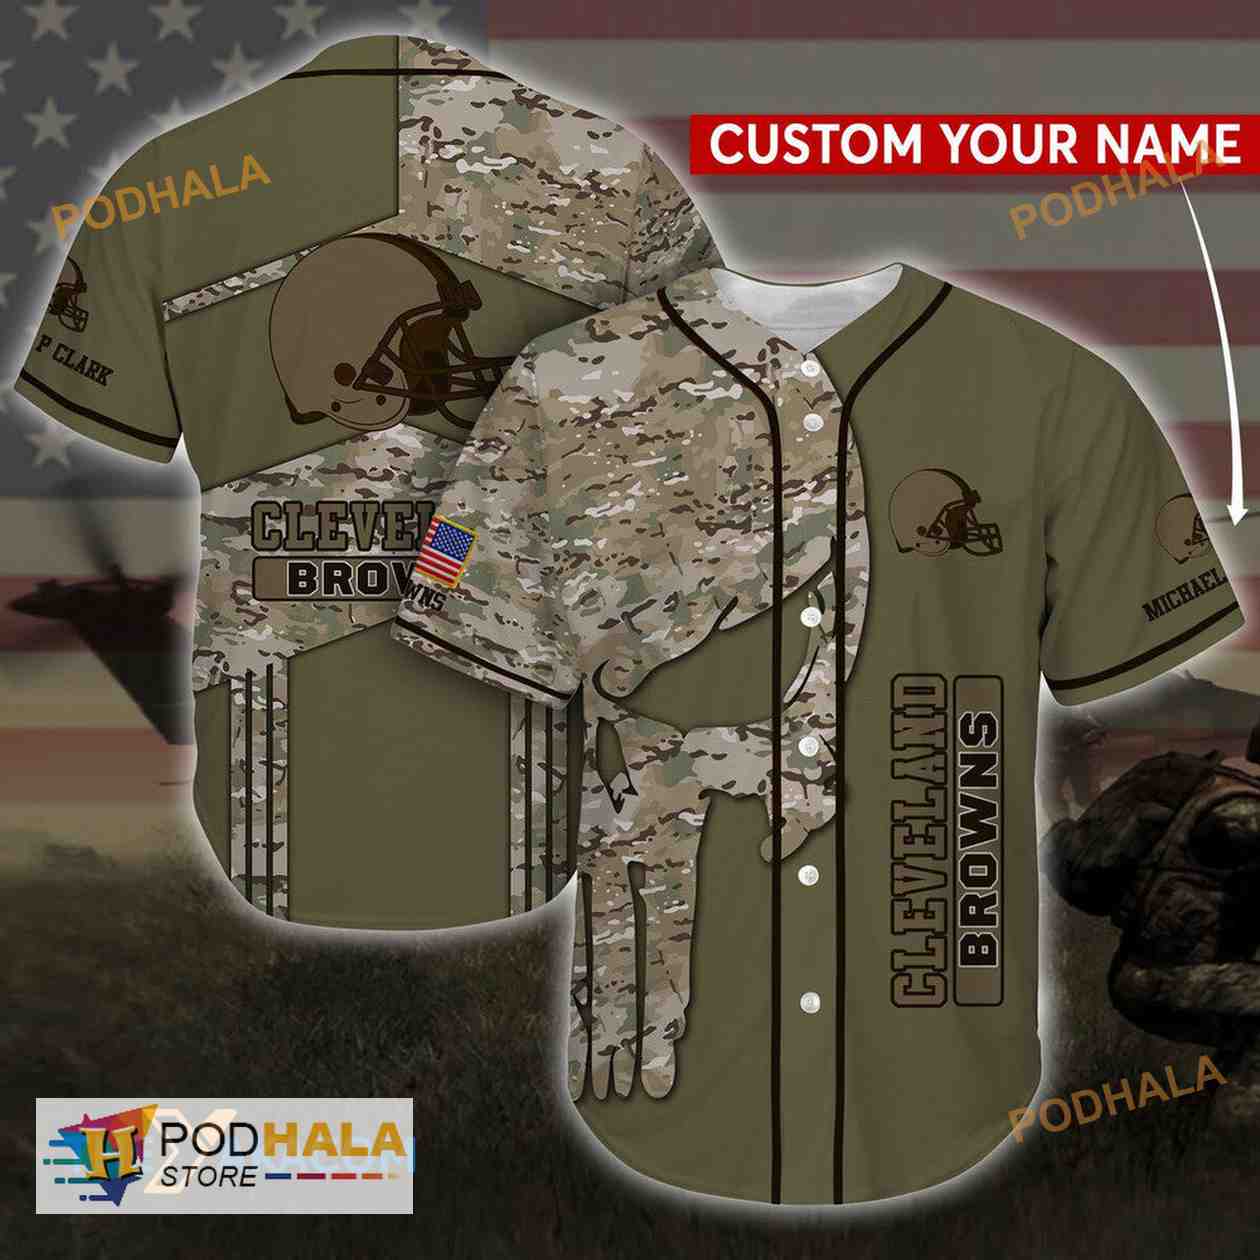 CUSTOM YOUR NAME
PODHALA
PODHALA
P CLARK
CLEVEL
BROW
WNS
MICHAEL
CLEVELAND
BROWNS
PODHALA
PODHALA
STORE